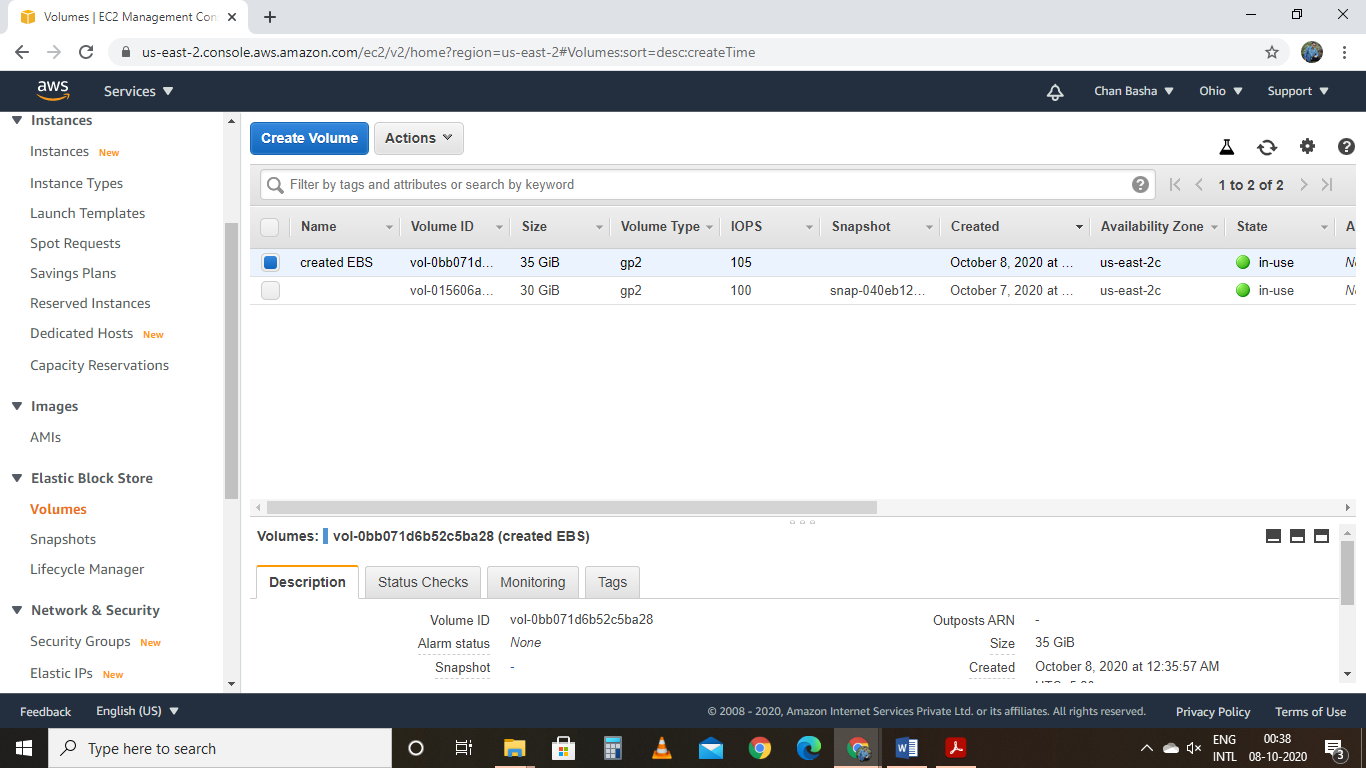 Volumes | EC2 Management Con
us-east-2.console.aws.amazon.com/ec2/v2/home?region=us-east-2#Volumes:sort=desc:createTime
aws Services Chan Basha Ohio Support
Instances
Instances New
Instance Types
Launch Templates
Spot Requests
Savings Plans
Reserved Instances
Dedicated Hosts New
Capacity Reservations
Images
AMIs
Elastic Block Store
Volumes
Snapshots
Lifecycle Manager
Network & Security
Security Groups New
Elastic IPs New
Create Volume Actions
Filter by tags and attributes or search by keyword 1 to 2 of 2
Name Volume ID Size Volume Type IOPS Snapshot Created Availability Zone State A
created EBS vol-0bb071d... 35 GiB gp2 105 October 8, 2020 at ... us-east-2c in-use
vol-015606a... 30 GiB gp2 100 snap-040eb12... October 7, 2020 at ... us-east-2c in-use
Volumes: vol-0bb071d6b52c5ba28 (created EBS)
Description Status Checks Monitoring Tags
Volume ID vol-0bb071d6b52c5ba28 Outposts ARN -
Alarm status None Size 35 GiB
Snapshot - Created October 8, 2020 at 12:35:57 AM
Feedback English (US) © 2008 - 2020, Amazon Internet Services Private Ltd. or its affiliates. All rights reserved. Privacy Policy Terms of Use
Type here to search
ENG 00:38
INTL 08-10-2020 3